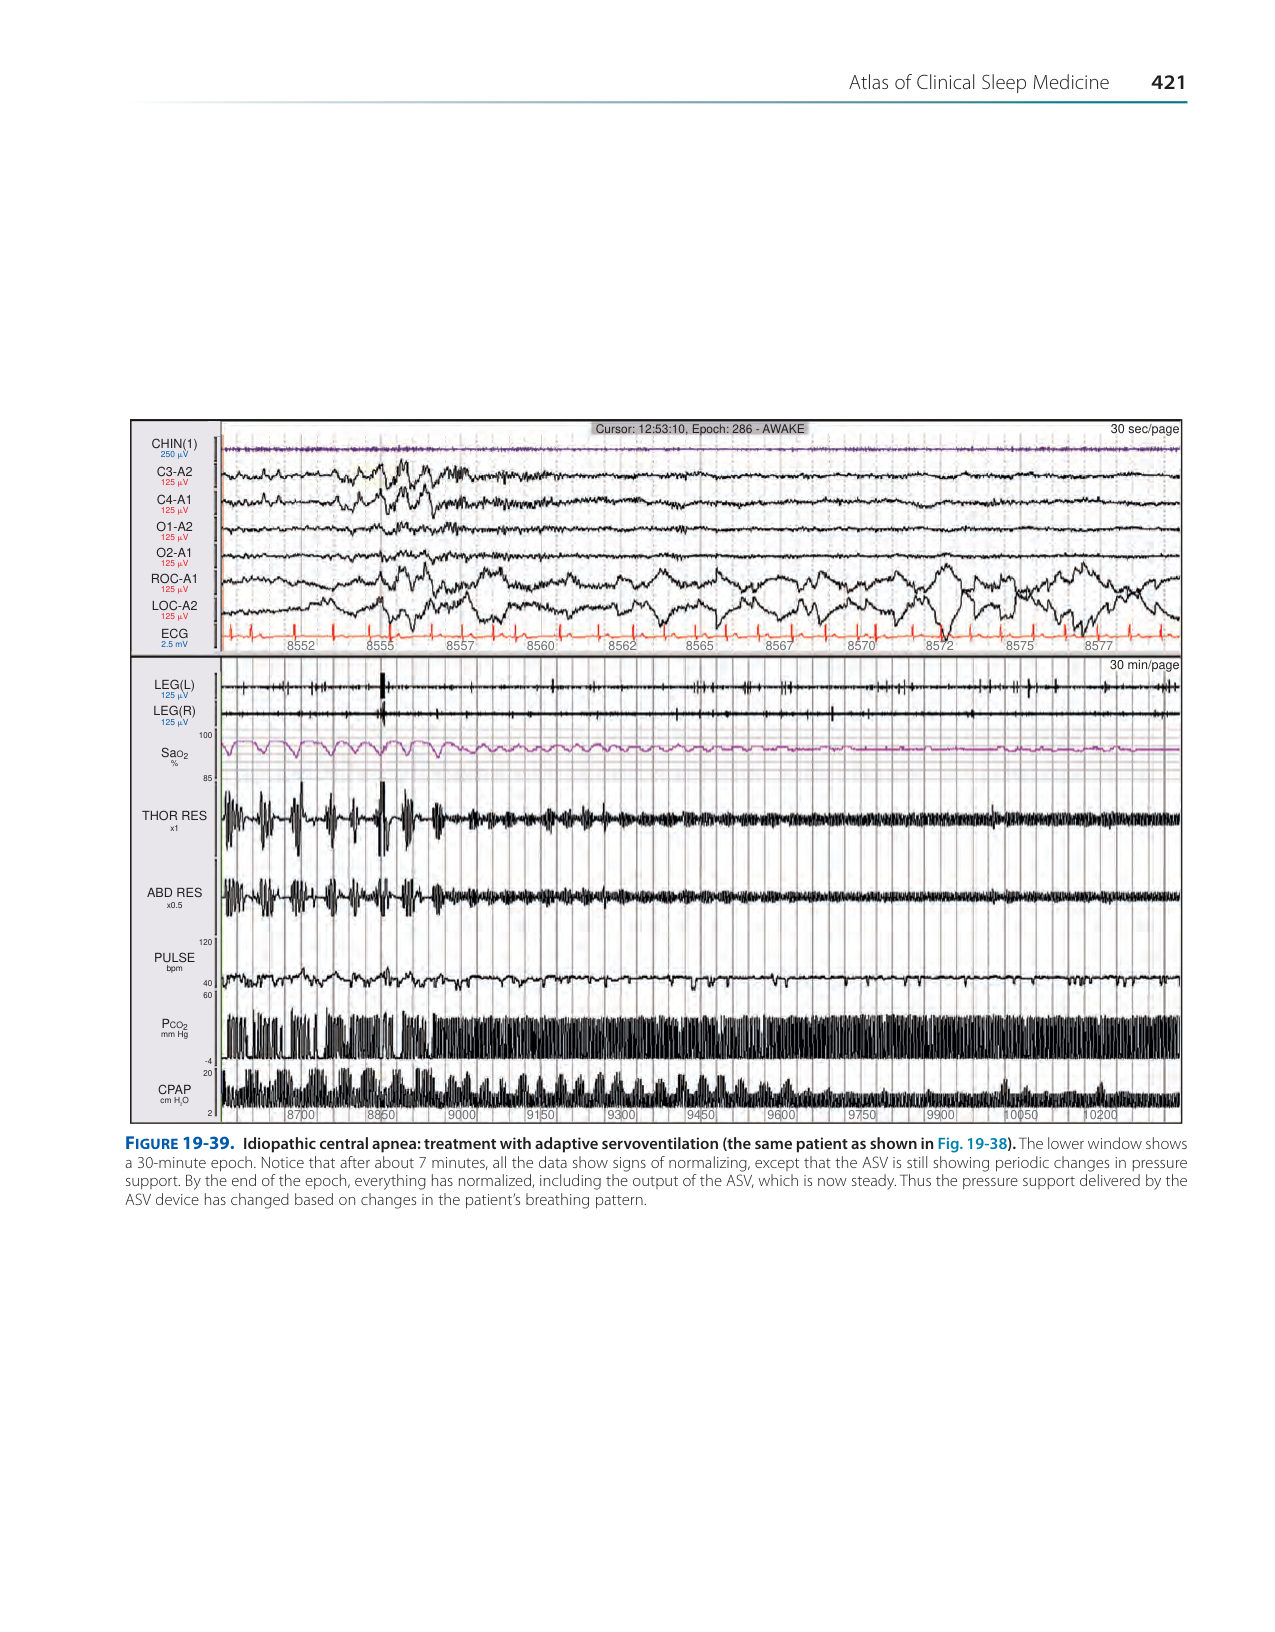 Atlas of Clinical Sleep Medicine 421
Cursor: 12:53:10, Epoch: 286 - AWAKE
30 sec/page
CHIN(1)
250 µV
C3-A2
125 µV
C4-A1
125 µV
O1-A2
125 µV
O2-A1
125 µV
ROC-A1
125 µV
LOC-A2
125 µV
ECG
2.5 mV
8552 8555 8557 8560 8562 8565 8567 8570 8572 8575 8577
30 min/page
LEG(L)
125 µV
LEG(R)
125 µV
100
SaO2
%
85
THOR RES
x1
ABD RES
x0.5
120
PULSE
bpm
40
60
PCO2
mm Hg
-4
20
CPAP
cm H2O
2
8700 8850 9000 9150 9300 9450 9600 9750 9900 10050 10200
FIGURE 19-39. Idiopathic central apnea: treatment with adaptive servoventilation (the same patient as shown in Fig. 19-38). The lower window shows
a 30-minute epoch. Notice that after about 7 minutes, all the data show signs of normalizing, except that the ASV is still showing periodic changes in pressure
support. By the end of the epoch, everything has normalized, including the output of the ASV, which is now steady. Thus the pressure support delivered by the
ASV device has changed based on changes in the patient's breathing pattern.